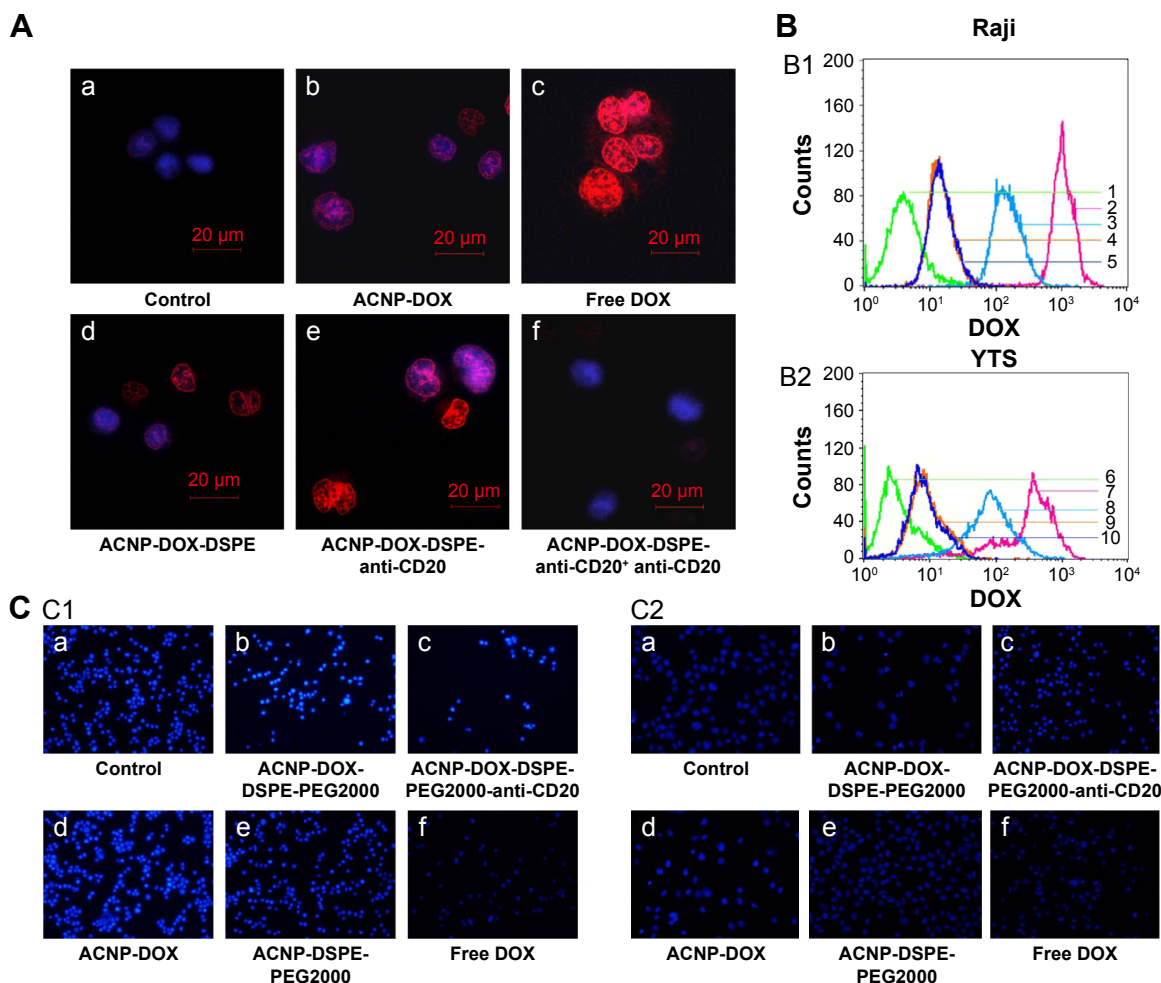 A
a
20 µm
Control
b
20 µm
ACNP-DOX
c
20 µm
Free DOX
d
20 µm
ACNP-DOX-DSPE
e
20 µm
ACNP-DOX-DSPE-
anti-CD20
f
20 µm
ACNP-DOX-DSPE-
anti-CD20⁺ anti-CD20
B
Raji
B1
200
160
120
80
40
0
Counts
1
2
3
4
5
10⁰ 10¹ 10² 10³ 10⁴
DOX
YTS
B2
200
160
120
80
40
0
Counts
6
7
8
9
10
10⁰ 10¹ 10² 10³ 10⁴
DOX
C C1
a
Control
b
ACNP-DOX-
DSPE-PEG2000
c
ACNP-DOX-DSPE-
PEG2000-anti-CD20
d
ACNP-DOX
e
ACNP-DSPE-
PEG2000
f
Free DOX
C2
a
Control
b
ACNP-DOX-
DSPE-PEG2000
c
ACNP-DOX-DSPE-
PEG2000-anti-CD20
d
ACNP-DOX
e
ACNP-DSPE-
PEG2000
f
Free DOX